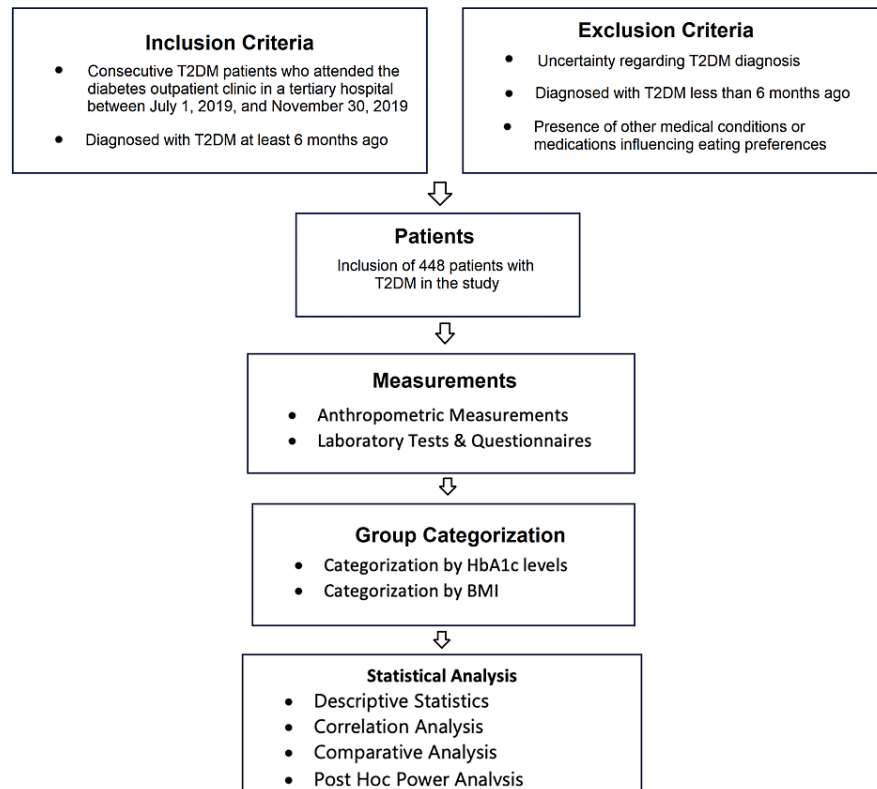 Inclusion Criteria
● Consecutive T2DM patients who attended the
diabetes outpatient clinic in a tertiary hospital
between July 1, 2019, and November 30, 2019
● Diagnosed with T2DM at least 6 months ago
Exclusion Criteria
● Uncertainty regarding T2DM diagnosis
● Diagnosed with T2DM less than 6 months ago
● Presence of other medical conditions or
medications influencing eating preferences
Patients
Inclusion of 448 patients with
T2DM in the study
Measurements
● Anthropometric Measurements
● Laboratory Tests & Questionnaires
Group Categorization
● Categorization by HbA1c levels
● Categorization by BMI
Statistical Analysis
● Descriptive Statistics
● Correlation Analysis
● Comparative Analysis
● Post Hoc Power Analysis